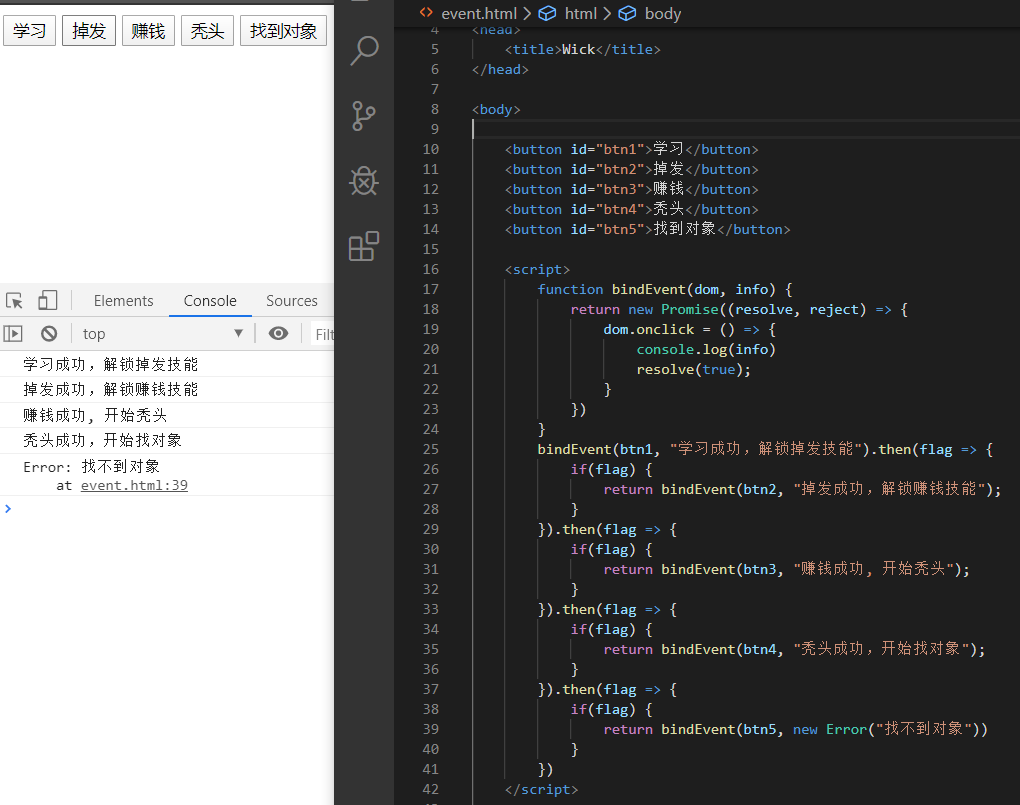 学习 掉发 赚钱 秃头 找到对象
Elements Console Sources
top Filt
学习成功，解锁掉发技能
掉发成功，解锁赚钱技能
赚钱成功, 开始秃头
秃头成功，开始找对象
Error: 找不到对象
at event.html:39
event.html > html > body
4 <head>
5 <title>Wick</title>
6 </head>
7
8 <body>
9
10 <button id="btn1">学习</button>
11 <button id="btn2">掉发</button>
12 <button id="btn3">赚钱</button>
13 <button id="btn4">秃头</button>
14 <button id="btn5">找到对象</button>
15
16 <script>
17 function bindEvent(dom, info) {
18 return new Promise((resolve, reject) => {
19 dom.onclick = () => {
20 console.log(info)
21 resolve(true);
22 }
23 })
24 }
25 bindEvent(btn1, "学习成功，解锁掉发技能").then(flag => {
26 if(flag) {
27 return bindEvent(btn2, "掉发成功，解锁赚钱技能");
28 }
29 }).then(flag => {
30 if(flag) {
31 return bindEvent(btn3, "赚钱成功, 开始秃头");
32 }
33 }).then(flag => {
34 if(flag) {
35 return bindEvent(btn4, "秃头成功，开始找对象");
36 }
37 }).then(flag => {
38 if(flag) {
39 return bindEvent(btn5, new Error("找不到对象"))
40 }
41 })
42 </script>